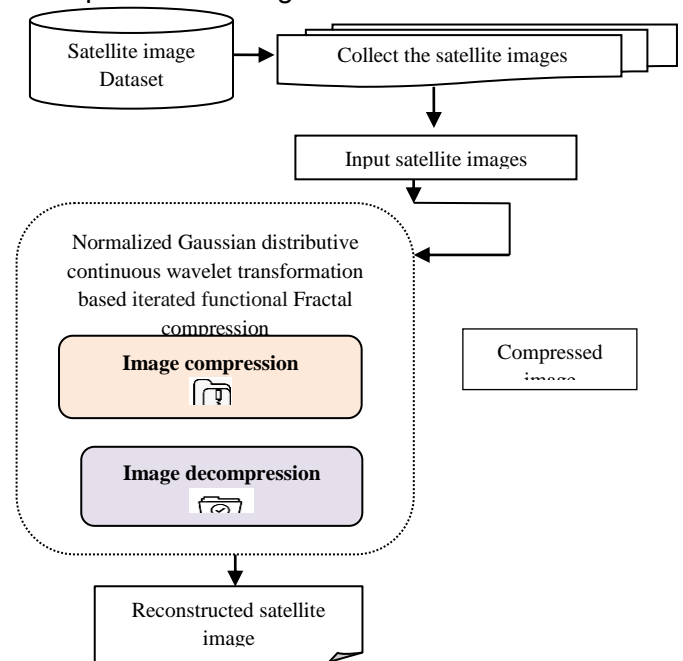 Satellite image
Dataset
Collect the satellite images
Input satellite images
Normalized Gaussian distributive
continuous wavelet transformation
based iterated functional Fractal
compression
Image compression
Compressed
image
Image decompression
Reconstructed satellite
image